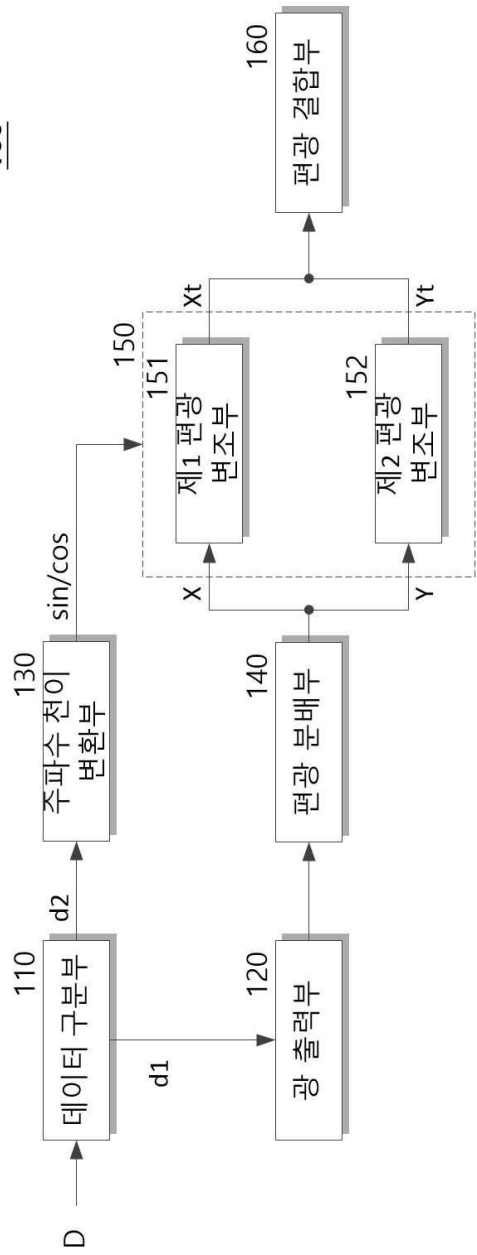 D
110
데이터 구분부
d2
130
주파수 천이
변환부
sin/cos
d1
120
광 출력부
140
편광 분배부
X
Y
150
151
제1 편광
변조부
152
제2 편광
변조부
Xt
Yt
160
편광 결합부